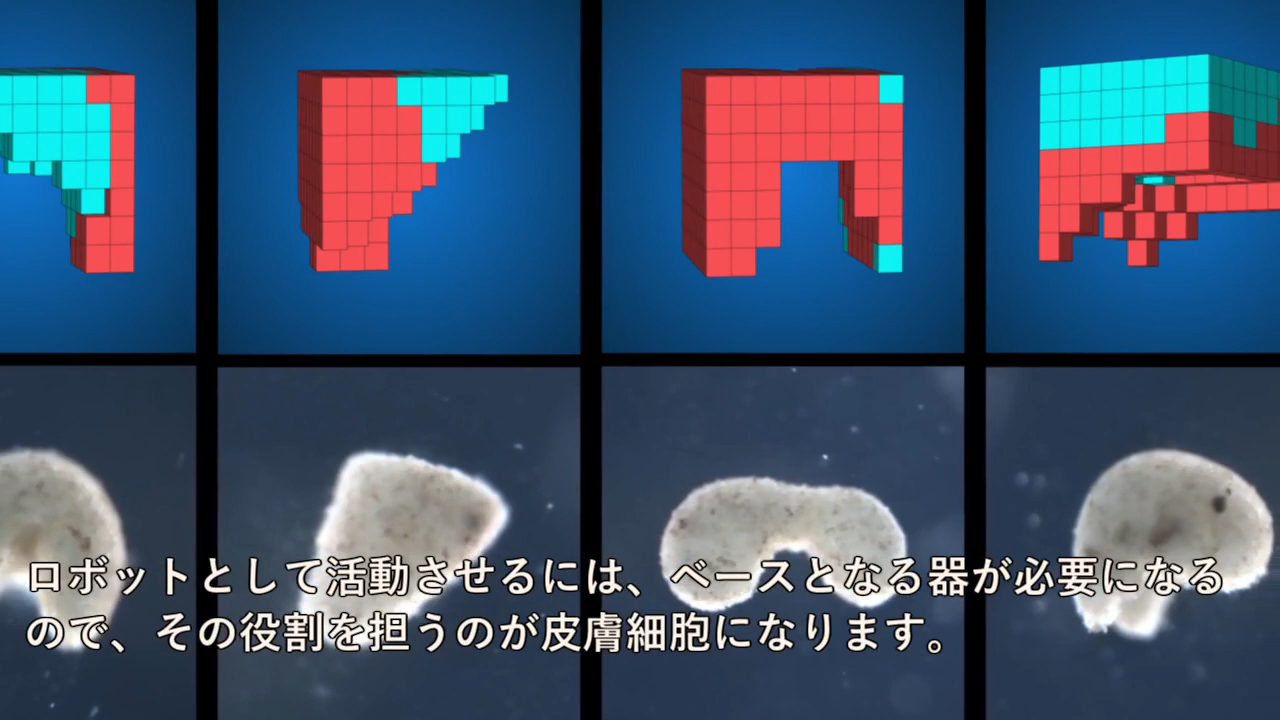 ロボットとして活動させるには、ベースとなる器が必要になる
ので、その役割を担うのが皮膚細胞になります。